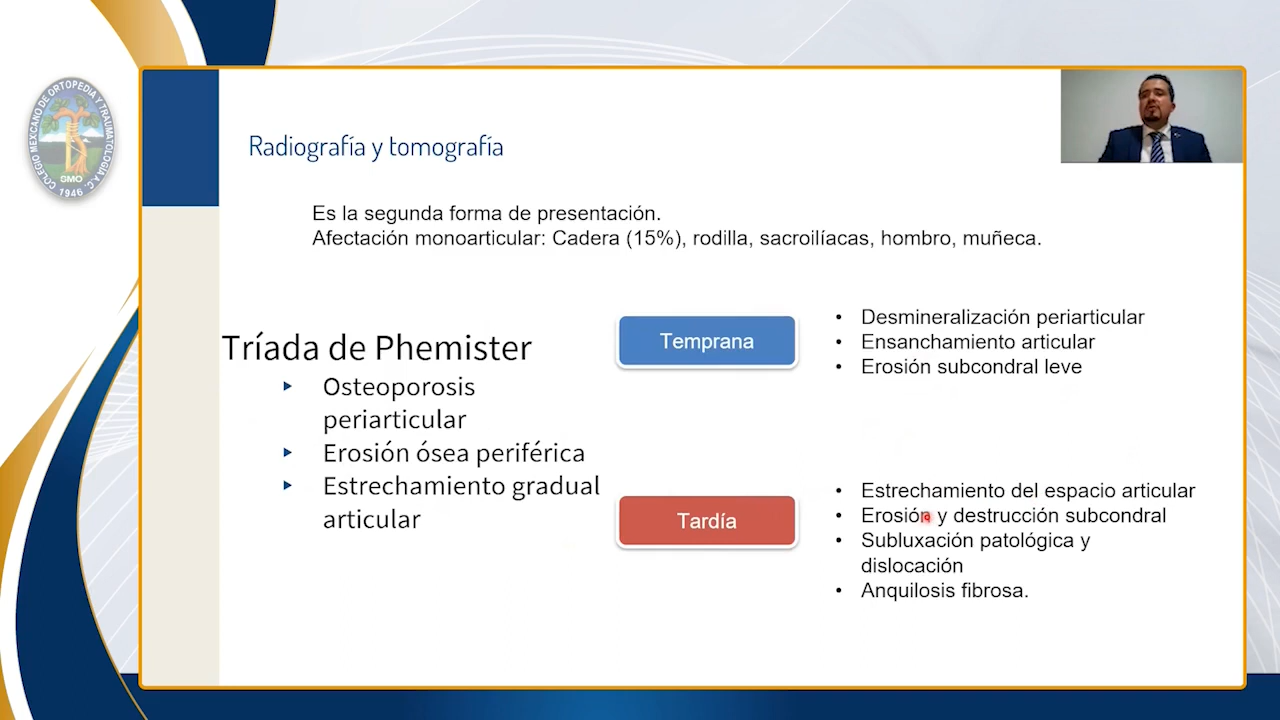 COLEGIO MEXICANO DE ORTOPEDIA Y TRAUMATOLOGIA A.C.
SMO
1946
Radiografía y tomografía
Es la segunda forma de presentación.
Afectación monoarticular: Cadera (15%), rodilla, sacroilíacas, hombro, muñeca.
Tríada de Phemister
Osteoporosis
periarticular
Erosión ósea periférica
Estrechamiento gradual
articular
Temprana
Desmineralización periarticular
Ensanchamiento articular
Erosión subcondral leve
Tardía
Estrechamiento del espacio articular
Erosión y destrucción subcondral
Subluxación patológica y
dislocación
Anquilosis fibrosa.